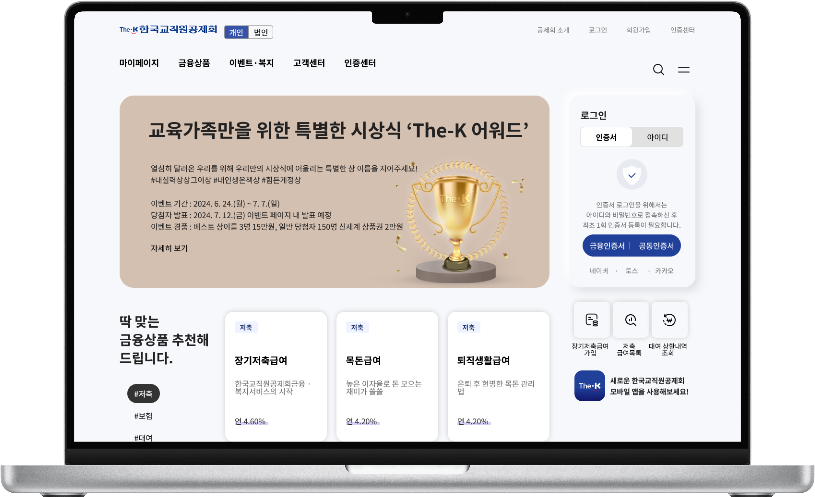 The-K 한국교직원공제회
개인 법인
공제회 소개 로그인 회원가입 인증센터
마이페이지 금융상품 이벤트·복지 고객센터 인증센터
교육가족만을 위한 특별한 시상식 ‘The-K 어워드’
열심히 달려온 우리를 위해 우리만의 시상식에 어울리는 특별한 상 이름을 지어주세요!
#내실력상상그이상 #내인생은책상 #힘든게정상
이벤트 기간 : 2024. 6. 24.(월) ~ 7. 7.(일)
당첨자 발표 : 2024. 7. 12.(금) 이벤트 페이지 내 발표 예정
이벤트 경품 : 베스트 상이름 3명 15만원, 일반 당첨자 150명 신세계 상품권 2만원
자세히 보기
The-K
로그인
인증서 아이디
인증서 로그인을 위해서는
아이디와 비밀번호로 접속하신 후
최초 1회 인증서 등록이 필요합니다.
금융인증서 | 공동인증서
네이버 · 토스 · 카카오
딱 맞는
금융상품 추천해
드립니다.
#저축
#보험
#대여
저축
장기저축급여
한국교직원공제회금융 ·
복지서비스의 시작
연 4.60%
저축
목돈급여
높은 이자율로 돈 모으는
재미가 쏠쏠
연 4.20%
저축
퇴직생활급여
은퇴 후 현명한 목돈 관리
법
연 4.20%
장기저축급여
가입
저축
급여목록
대여 상환내역
조회
The-K
새로운 한국교직원공제회
모바일 앱을 사용해보세요!